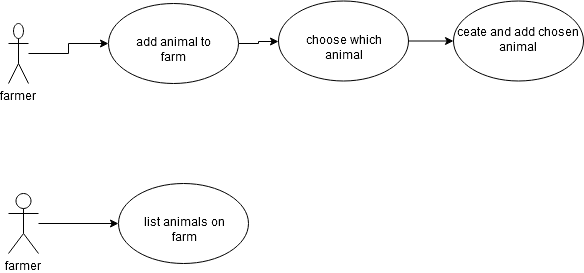 farmer
add animal to
farm
choose which
animal
ceate and add chosen
animal
farmer
list animals on
farm